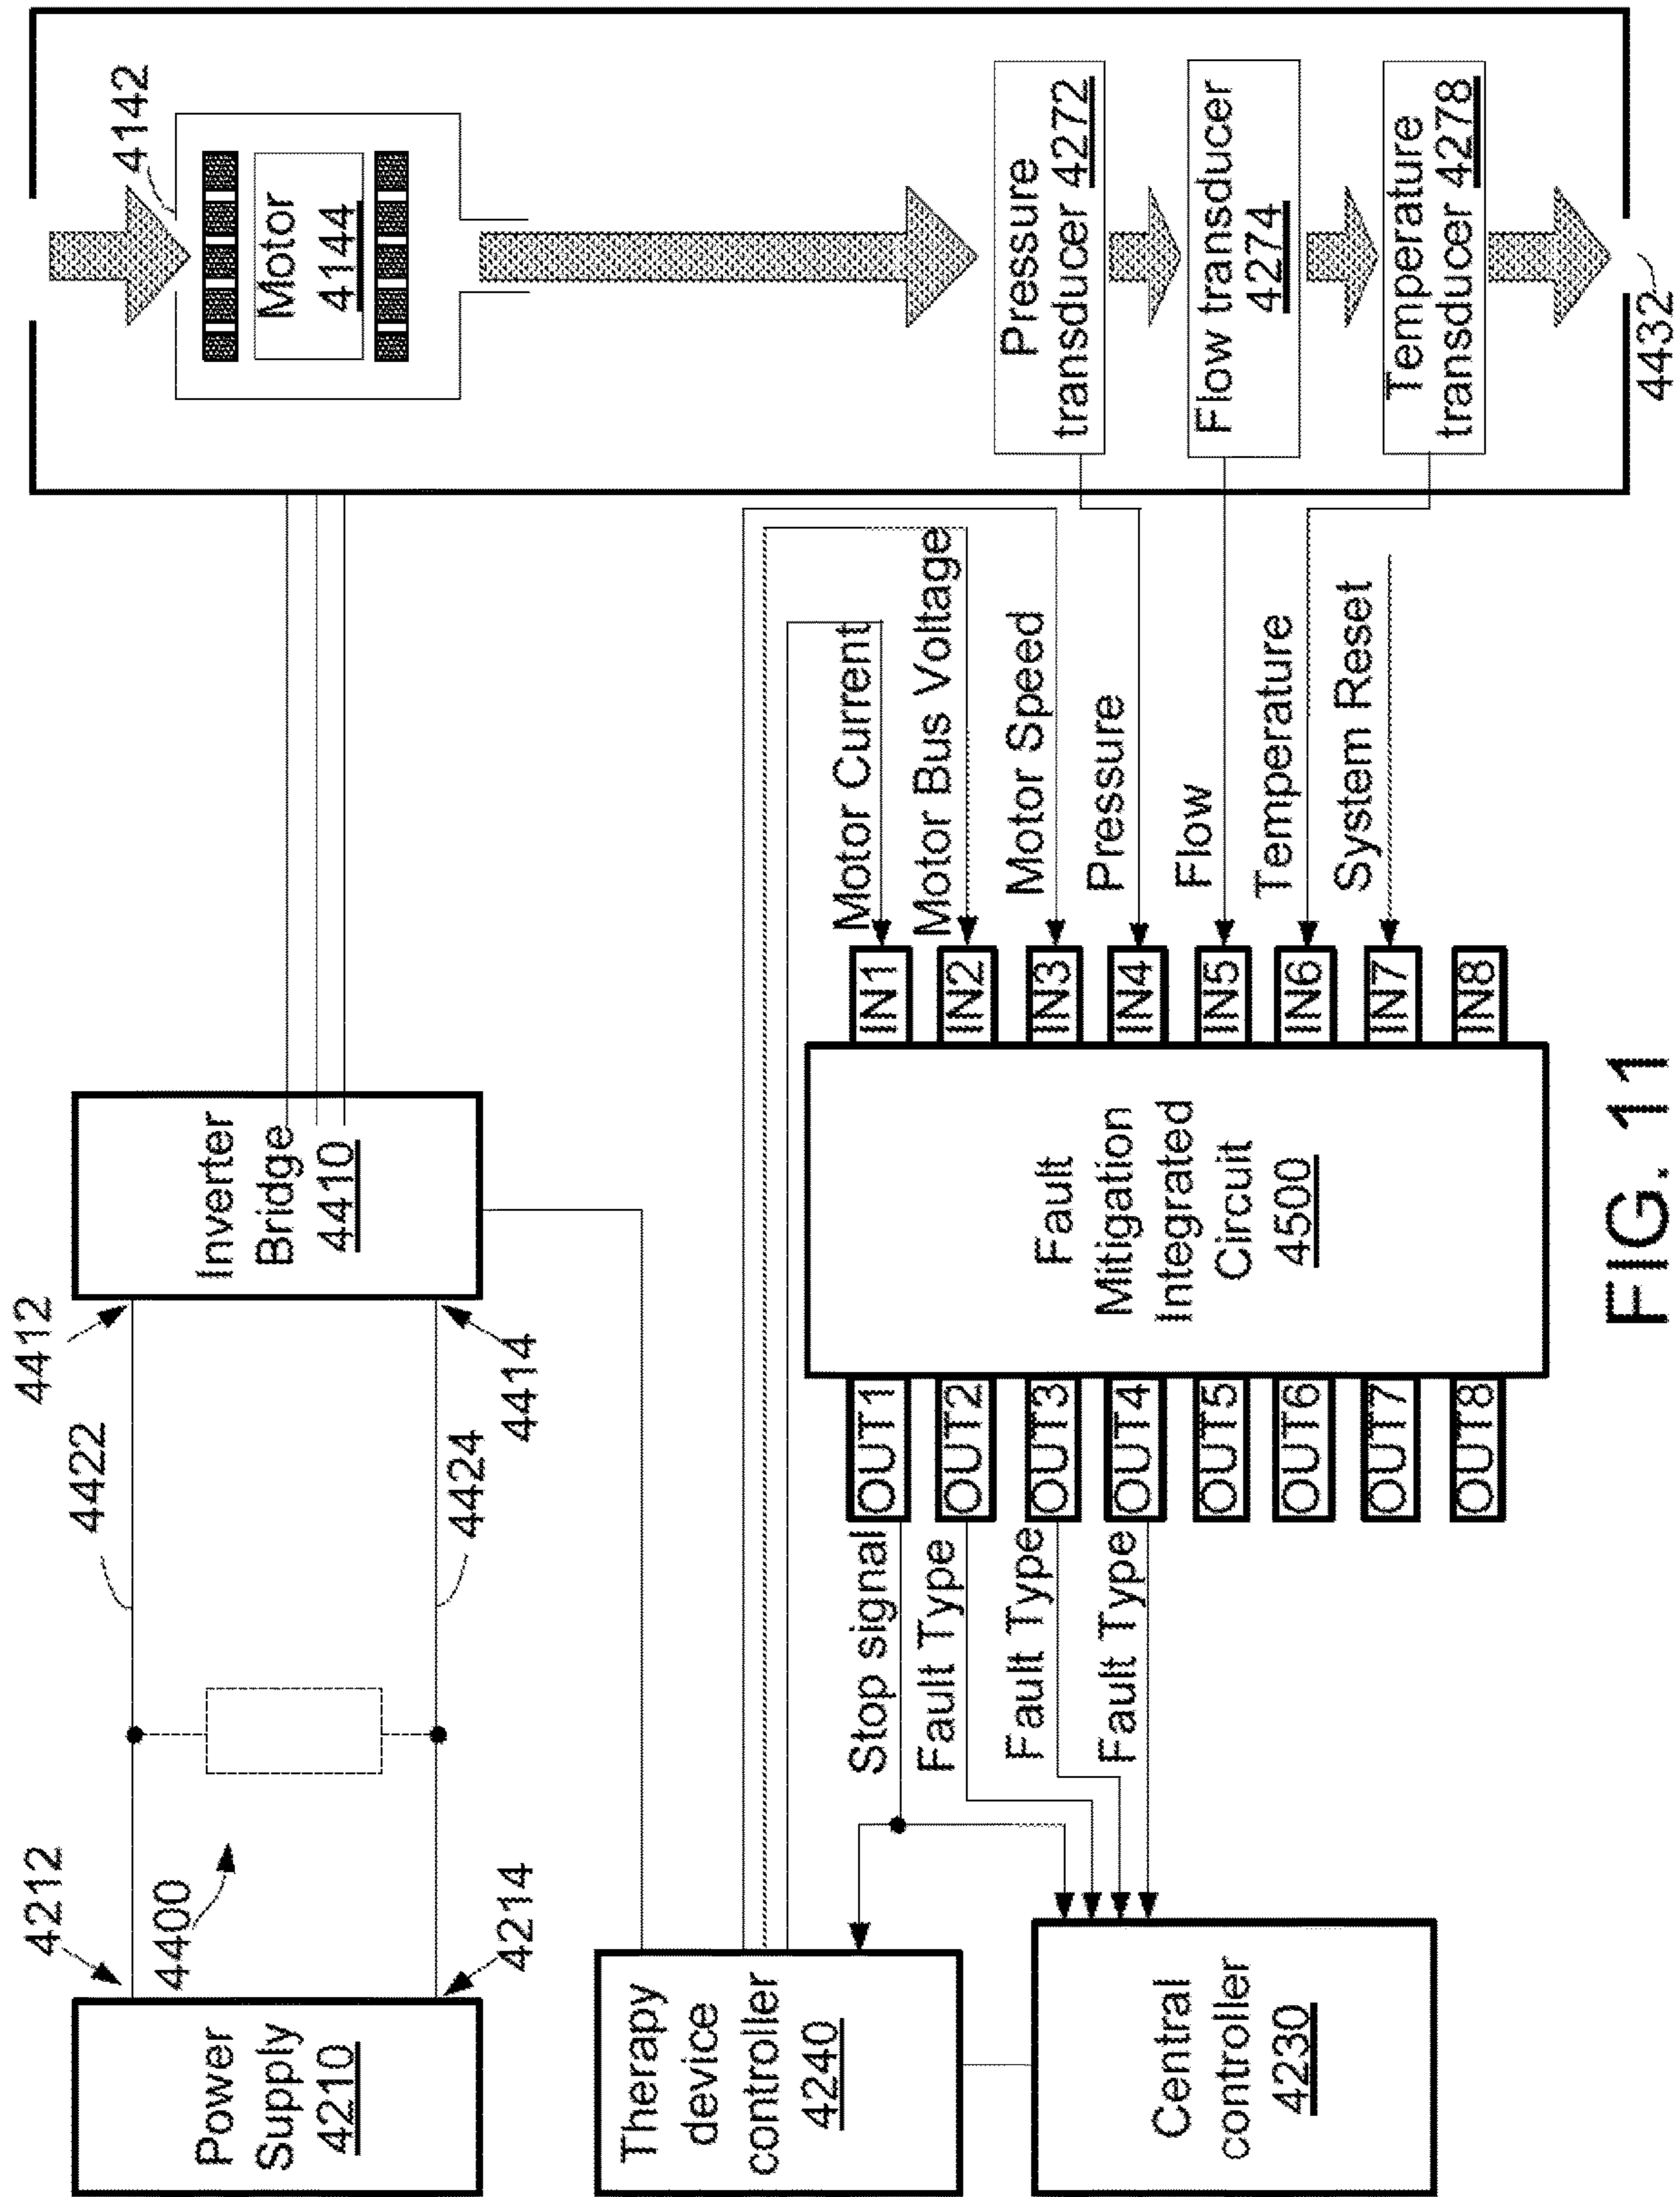 4212
4422
4412
4142
Power
Supply
4210
4400
4214
4424
4414
Inverter
Bridge
4410
Motor
4144
Pressure
transducer 4272
Flow transducer
4274
Temperature
transducer 4278
4432
Therapy
device
controller
4240
Central
controller
4230
Stop signal
Fault Type
Fault Type
Fault Type
OUT1
OUT2
OUT3
OUT4
OUT5
OUT6
OUT7
OUT8
Fault
Mitigation
Integrated
Circuit
4500
IN1
IN2
IN3
IN4
IN5
IN6
IN7
IN8
Motor Current
Motor Bus Voltage
Motor Speed
Pressure
Flow
Temperature
System Reset
FIG. 11